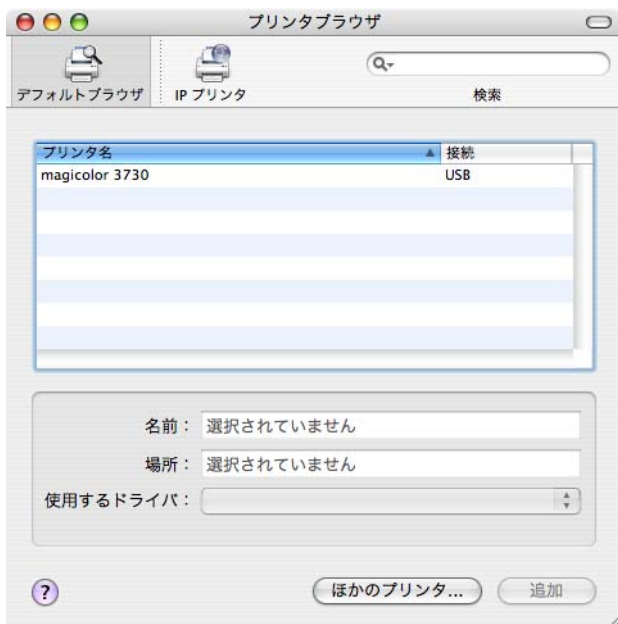 プリンタブラウザ
デフォルトブラウザ
IP プリンタ
検索
プリンタ名 接続
magicolor 3730 USB
名前： 選択されていません
場所： 選択されていません
使用するドライバ：
? ほかのプリンタ... 追加